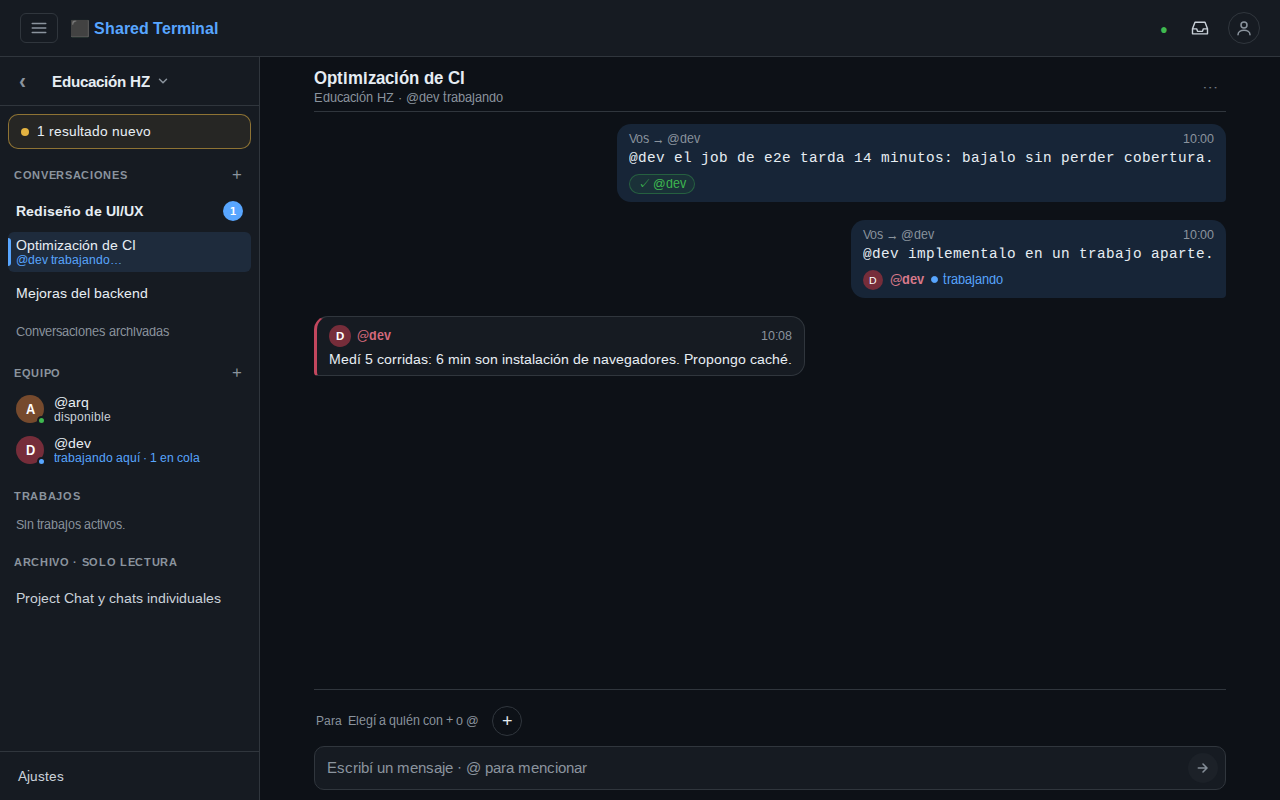 Shared Terminal
Educación HZ
1 resultado nuevo
CONVERSACIONES
Rediseño de UI/UX
1
Optimización de CI
@dev trabajando…
Mejoras del backend
Conversaciones archivadas
EQUIPO
A
@arq
disponible
D
@dev
trabajando aquí · 1 en cola
TRABAJOS
Sin trabajos activos.
ARCHIVO · SOLO LECTURA
Project Chat y chats individuales
Ajustes
Optimización de CI
Educación HZ · @dev trabajando
Vos → @dev 10:00
@dev el job de e2e tarda 14 minutos: bajalo sin perder cobertura.
✓ @dev
Vos → @dev 10:00
@dev implementalo en un trabajo aparte.
D @dev trabajando
D @dev 10:08
Medí 5 corridas: 6 min son instalación de navegadores. Propongo caché.
Para Elegí a quién con + o @ +
Escribí un mensaje · @ para mencionar